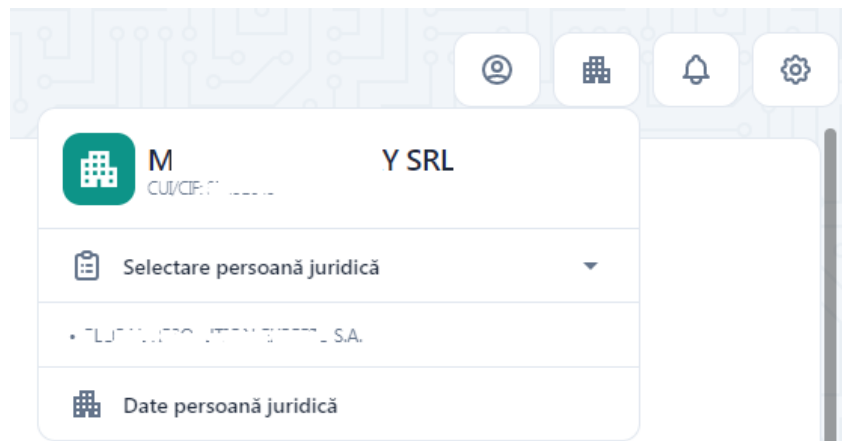 M Y SRL
CUI/CIF:
Selectare persoană juridică
• S.A.
Date persoană juridică